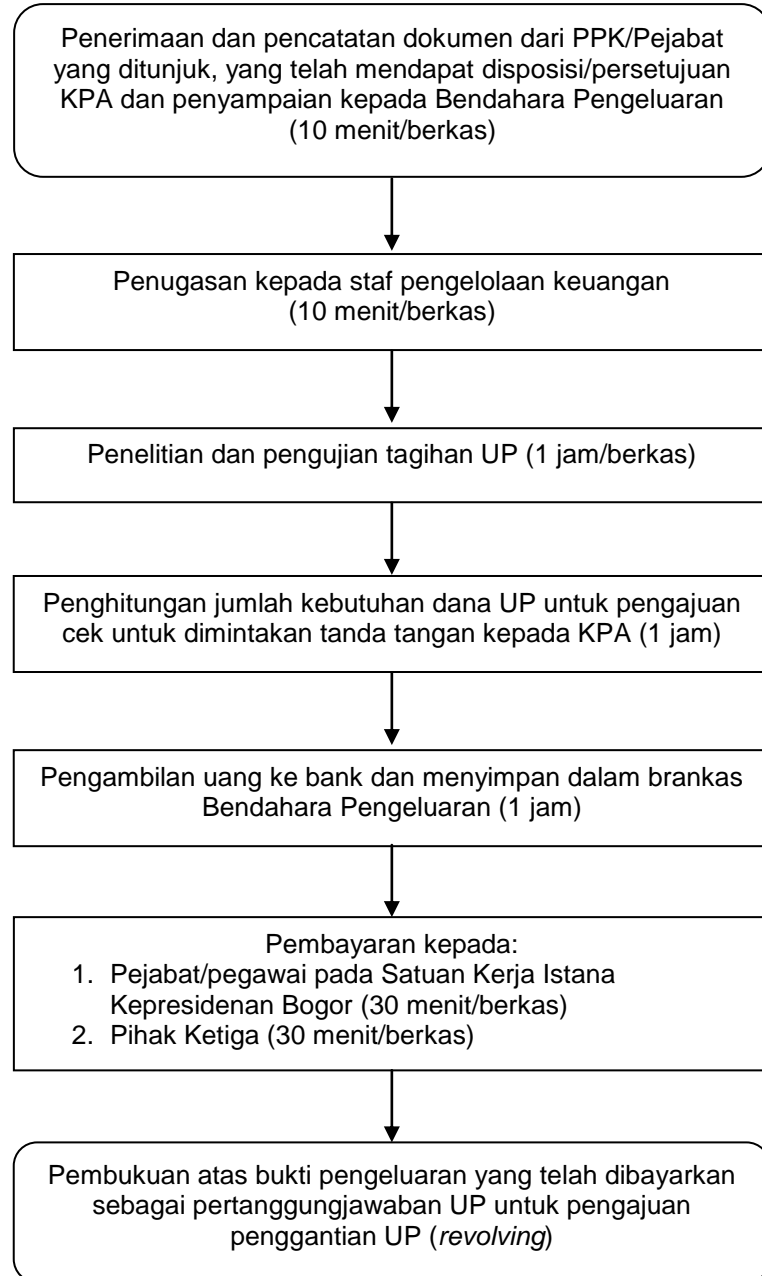 Penerimaan dan pencatatan dokumen dari PPK/Pejabat
yang ditunjuk, yang telah mendapat disposisi/persetujuan
KPA dan penyampaian kepada Bendahara Pengeluaran
(10 menit/berkas)
Penugasan kepada staf pengelolaan keuangan
(10 menit/berkas)
Penelitian dan pengujian tagihan UP (1 jam/berkas)
Penghitungan jumlah kebutuhan dana UP untuk pengajuan
cek untuk dimintakan tanda tangan kepada KPA (1 jam)
Pengambilan uang ke bank dan menyimpan dalam brankas
Bendahara Pengeluaran (1 jam)
Pembayaran kepada:
1. Pejabat/pegawai pada Satuan Kerja Istana
Kepresidenan Bogor (30 menit/berkas)
2. Pihak Ketiga (30 menit/berkas)
Pembukuan atas bukti pengeluaran yang telah dibayarkan
sebagai pertanggungjawaban UP untuk pengajuan
penggantian UP (revolving)